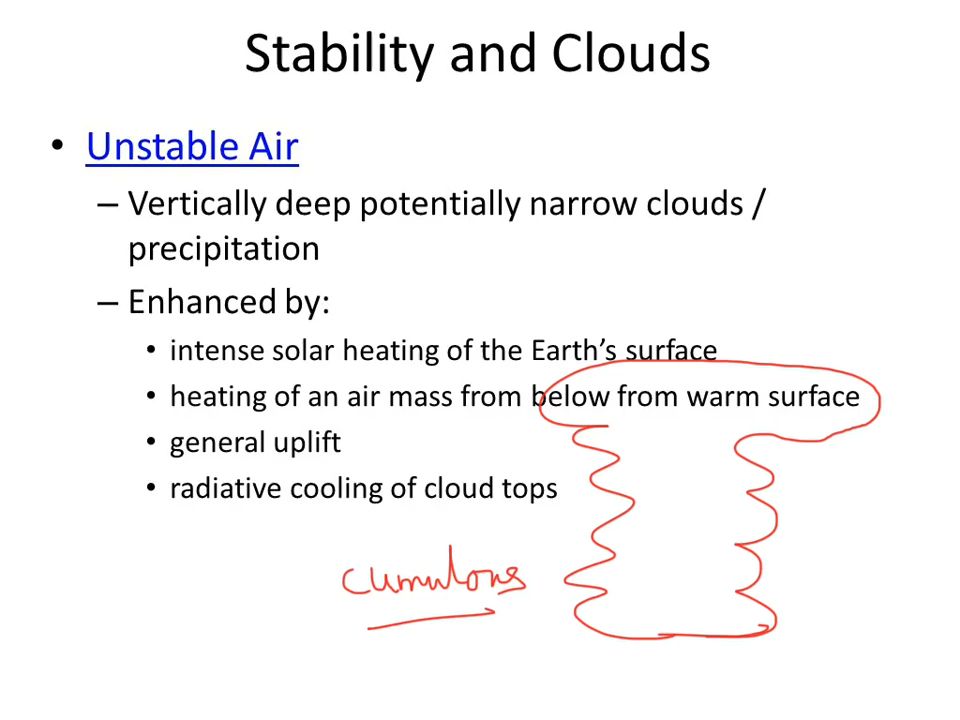 Stability and Clouds
• Unstable Air
– Vertically deep potentially narrow clouds /
precipitation
– Enhanced by:
• intense solar heating of the Earth’s surface
• heating of an air mass from below from warm surface
• general uplift
• radiative cooling of cloud tops
cumulous